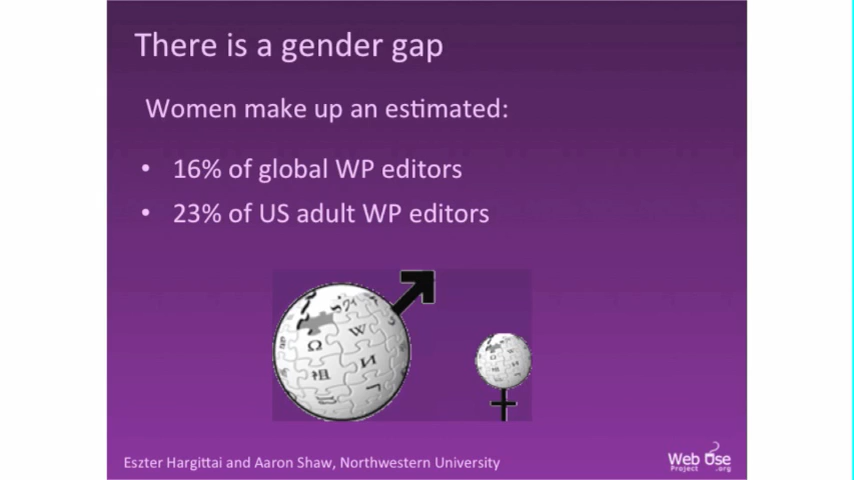 There is a gender gap
Women make up an estimated:
• 16% of global WP editors
• 23% of US adult WP editors
Ω W
祖 И
Eszter Hargittai and Aaron Shaw, Northwestern University
Web Use
Project .org